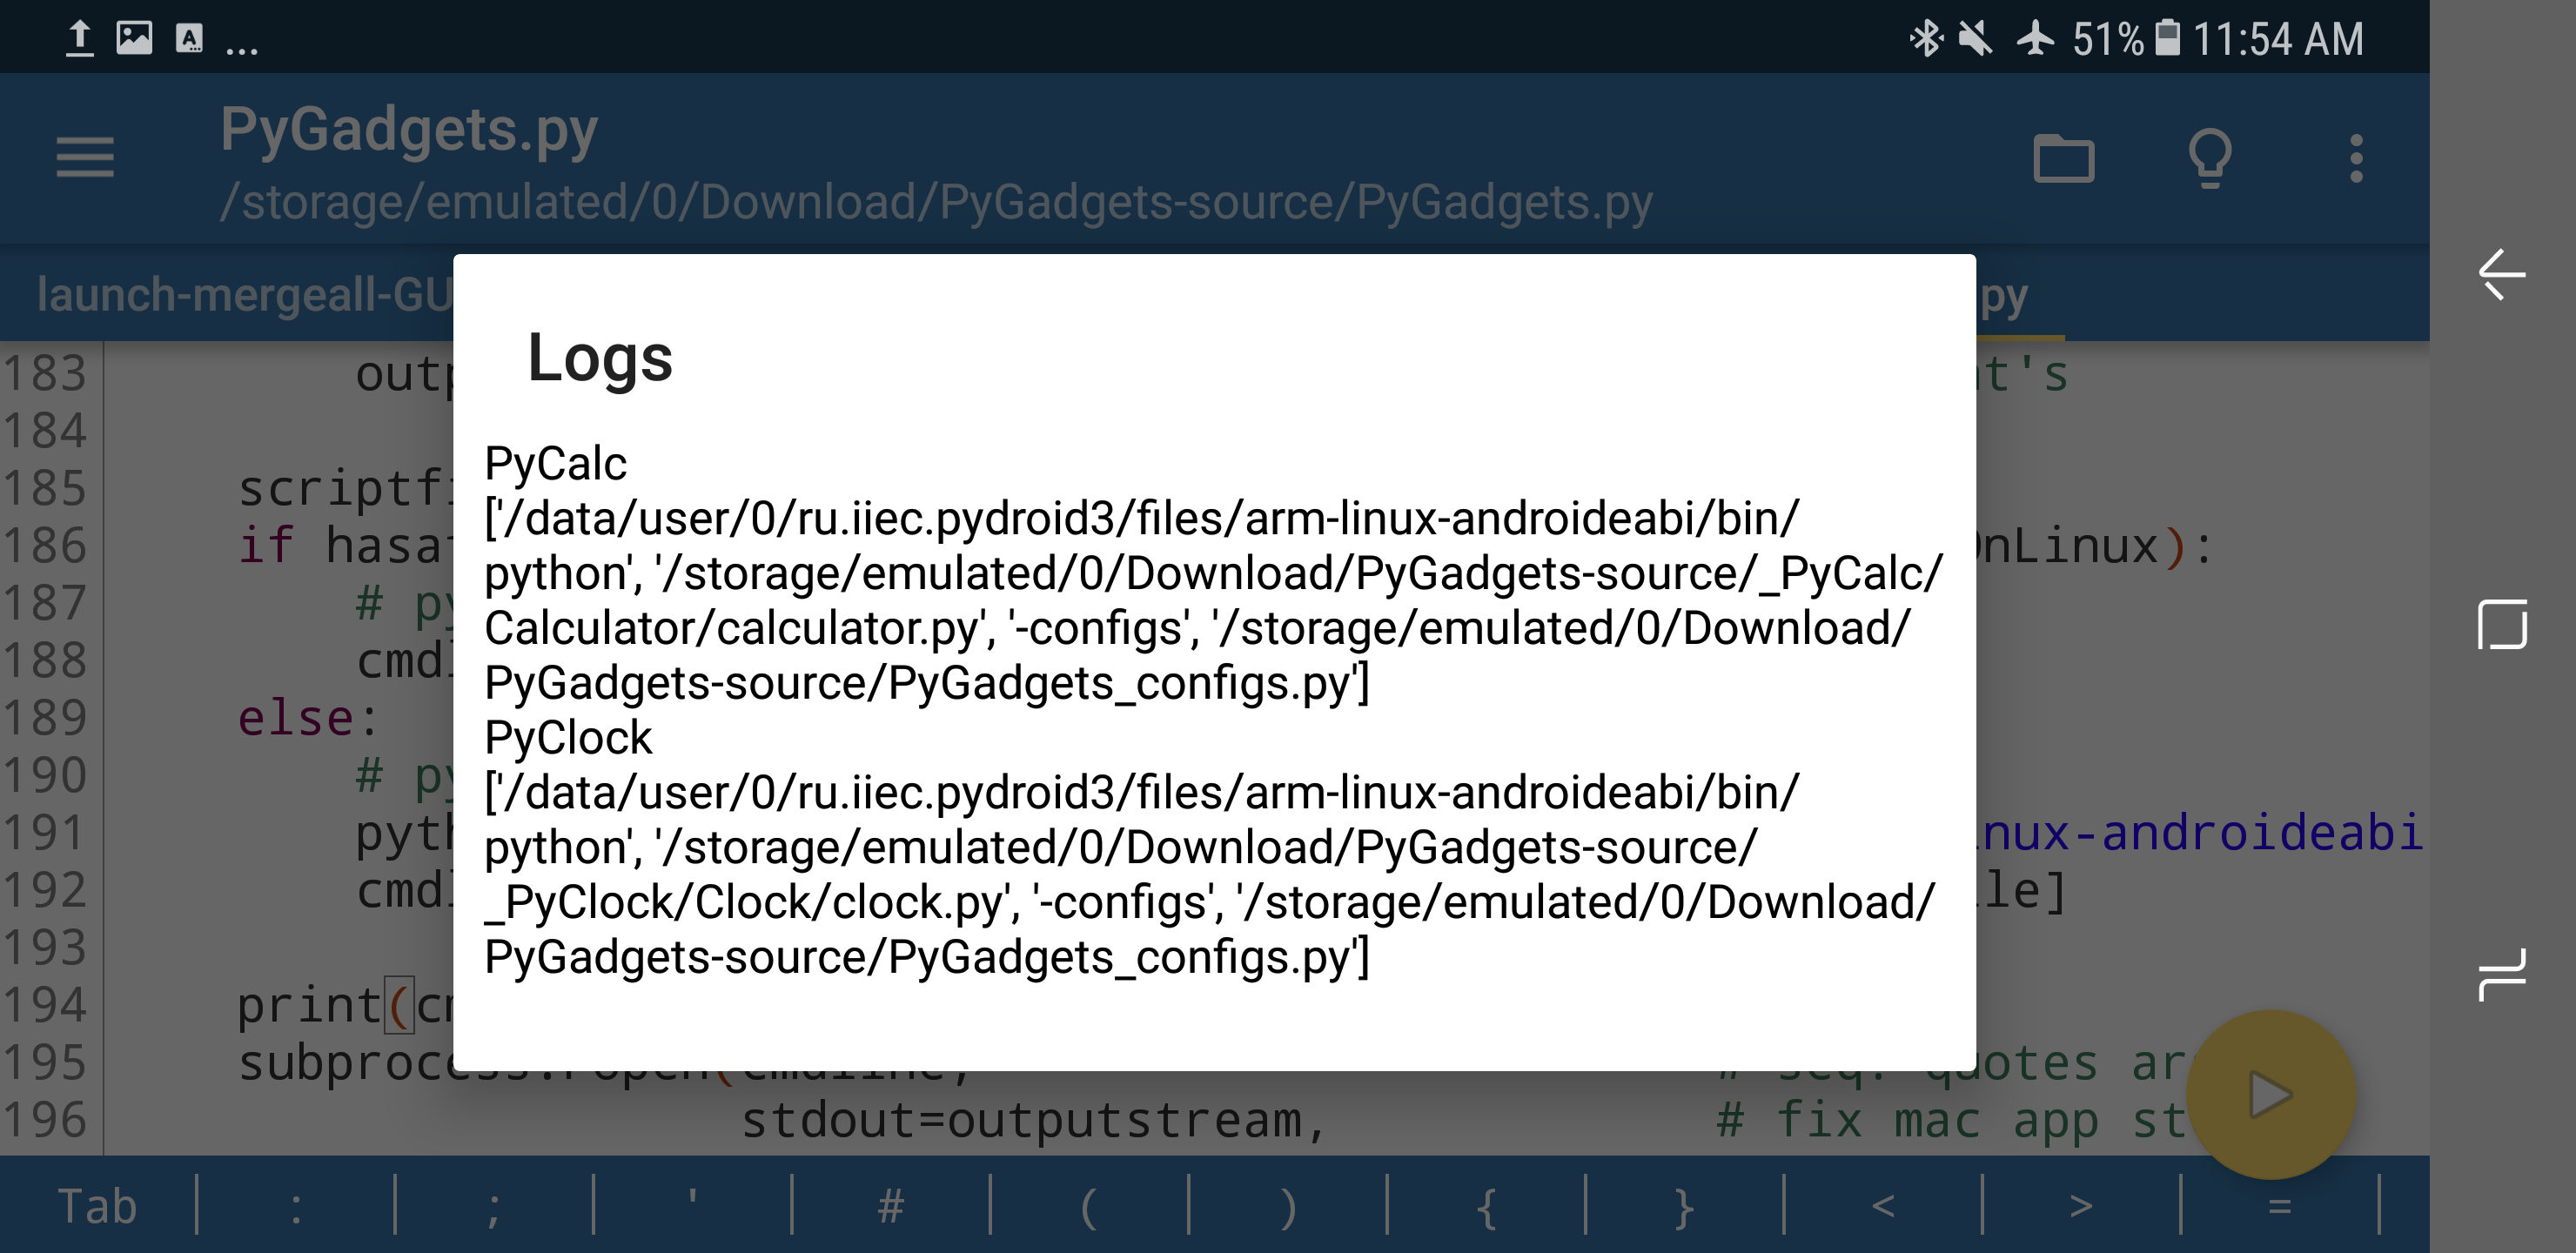 ... 51% 11:54 AM
PyGadgets.py
/storage/emulated/0/Download/PyGadgets-source/PyGadgets.py
launch-mergeall-GU py
Logs
PyCalc
['/data/user/0/ru.iiec.pydroid3/files/arm-linux-androideabi/bin/
python', '/storage/emulated/0/Download/PyGadgets-source/_PyCalc/
Calculator/calculator.py', '-configs', '/storage/emulated/0/Download/
PyGadgets-source/PyGadgets_configs.py']
PyClock
['/data/user/0/ru.iiec.pydroid3/files/arm-linux-androideabi/bin/
python', '/storage/emulated/0/Download/PyGadgets-source/
_PyClock/Clock/clock.py', '-configs', '/storage/emulated/0/Download/
PyGadgets-source/PyGadgets_configs.py']
183 outp t's
184
185 scriptf
186 if hasa nLinux):
187 # py
188 cmd
189 else:
190 # py
191 pyth nux-androideabi
192 cmd le]
193
194 print(c
195 subprocess.Popen(cmdline, # seq: quotes ar
196 stdout=outputstream, # fix mac app st
Tab : ; ' # ( ) { } < > =